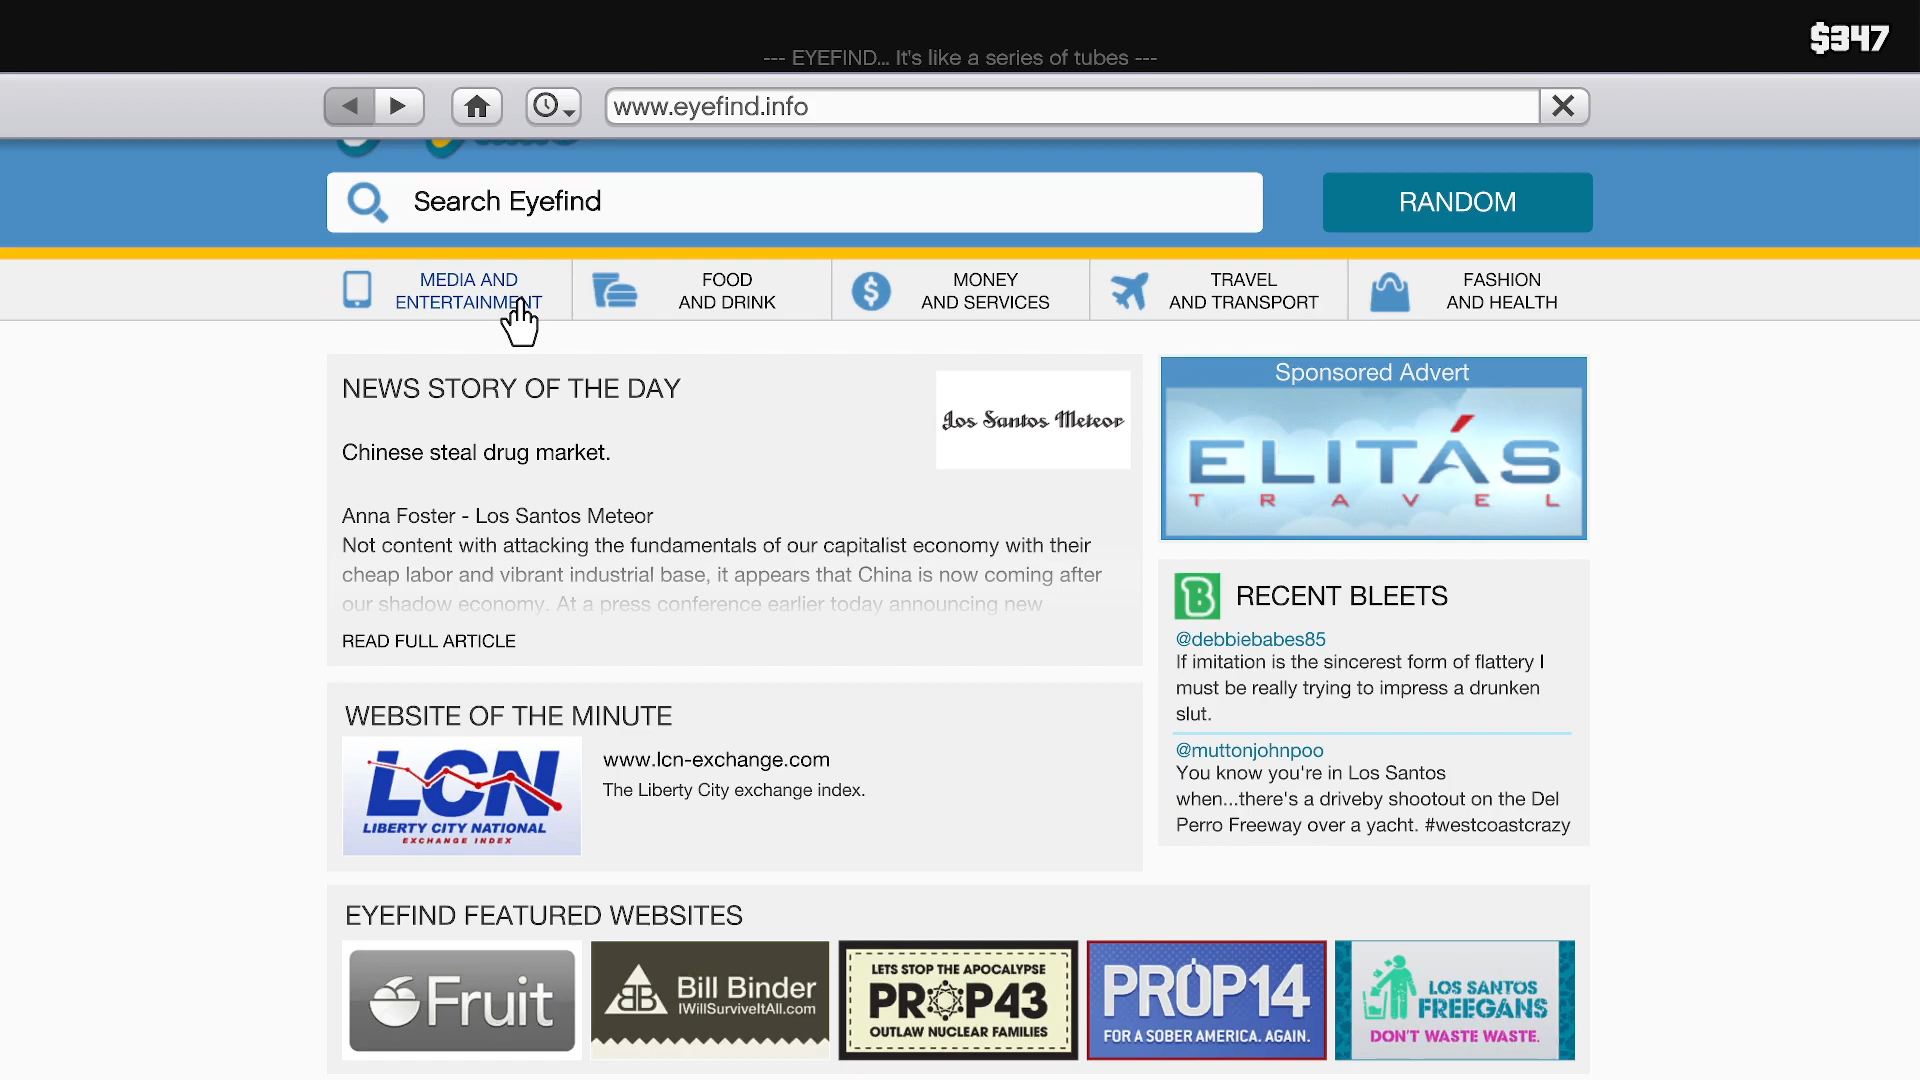 $347
--- EYEFIND... It's like a series of tubes ---
www.eyefind.info
Search Eyefind
RANDOM
MEDIA AND
ENTERTAINMENT
FOOD
AND DRINK
MONEY
AND SERVICES
TRAVEL
AND TRANSPORT
FASHION
AND HEALTH
NEWS STORY OF THE DAY
Los Santos Meteor
Chinese steal drug market.
Anna Foster - Los Santos Meteor
Not content with attacking the fundamentals of our capitalist economy with their
cheap labor and vibrant industrial base, it appears that China is now coming after
our shadow economy. At a press conference earlier today announcing new
READ FULL ARTICLE
Sponsored Advert
ELITÁS
TRAVEL
RECENT BLEETS
@debbiebabes85
If imitation is the sincerest form of flattery I
must be really trying to impress a drunken
slut.
@muttonjohnpoo
You know you're in Los Santos
when...there's a driveby shootout on the Del
Perro Freeway over a yacht. #westcoastcrazy
WEBSITE OF THE MINUTE
LCN
LIBERTY CITY NATIONAL
EXCHANGE INDEX
www.lcn-exchange.com
The Liberty City exchange index.
EYEFIND FEATURED WEBSITES
Fruit
Bill Binder
IWillSurviveItAll.com
LETS STOP THE APOCALYPSE
PROP43
OUTLAW NUCLEAR FAMILIES
PROP14
FOR A SOBER AMERICA. AGAIN.
LOS SANTOS
FREEGANS
DON'T WASTE WASTE.